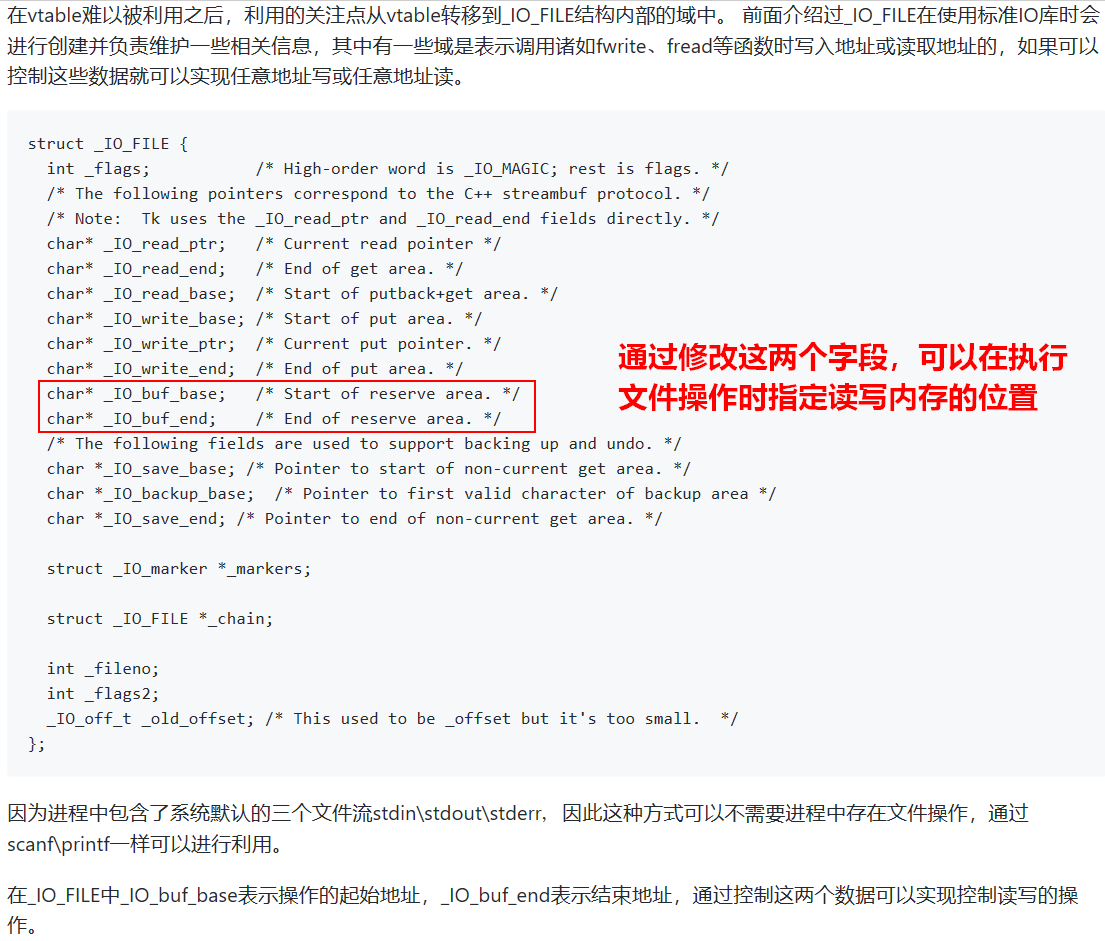 在vtable难以被利用之后，利用的关注点从vtable转移到_IO_FILE结构内部的域中。 前面介绍过_IO_FILE在使用标准IO库时会
进行创建并负责维护一些相关信息，其中有一些域是表示调用诸如fwrite、fread等函数时写入地址或读取地址的，如果可以
控制这些数据就可以实现任意地址写或任意地址读。
struct _IO_FILE {
  int _flags;           /* High-order word is _IO_MAGIC; rest is flags. */
  /* The following pointers correspond to the C++ streambuf protocol. */
  /* Note:  Tk uses the _IO_read_ptr and _IO_read_end fields directly. */
  char* _IO_read_ptr;   /* Current read pointer */
  char* _IO_read_end;   /* End of get area. */
  char* _IO_read_base;  /* Start of putback+get area. */
  char* _IO_write_base; /* Start of put area. */
  char* _IO_write_ptr;  /* Current put pointer. */
  char* _IO_write_end;  /* End of put area. */
  char* _IO_buf_base;   /* Start of reserve area. */
  char* _IO_buf_end;    /* End of reserve area. */
通过修改这两个字段，可以在执行
文件操作时指定读写内存的位置
  /* The following fields are used to support backing up and undo. */
  char *_IO_save_base; /* Pointer to start of non-current get area. */
  char *_IO_backup_base;  /* Pointer to first valid character of backup area */
  char *_IO_save_end; /* Pointer to end of non-current get area. */
  struct _IO_marker *_markers;
  struct _IO_FILE *_chain;
  int _fileno;
  int _flags2;
  _IO_off_t _old_offset; /* This used to be _offset but it's too small.  */
};
因为进程中包含了系统默认的三个文件流stdin\stdout\stderr，因此这种方式可以不需要进程中存在文件操作，通过
scanf\printf一样可以进行利用。
在_IO_FILE中_IO_buf_base表示操作的起始地址，_IO_buf_end表示结束地址，通过控制这两个数据可以实现控制读写的操
作。